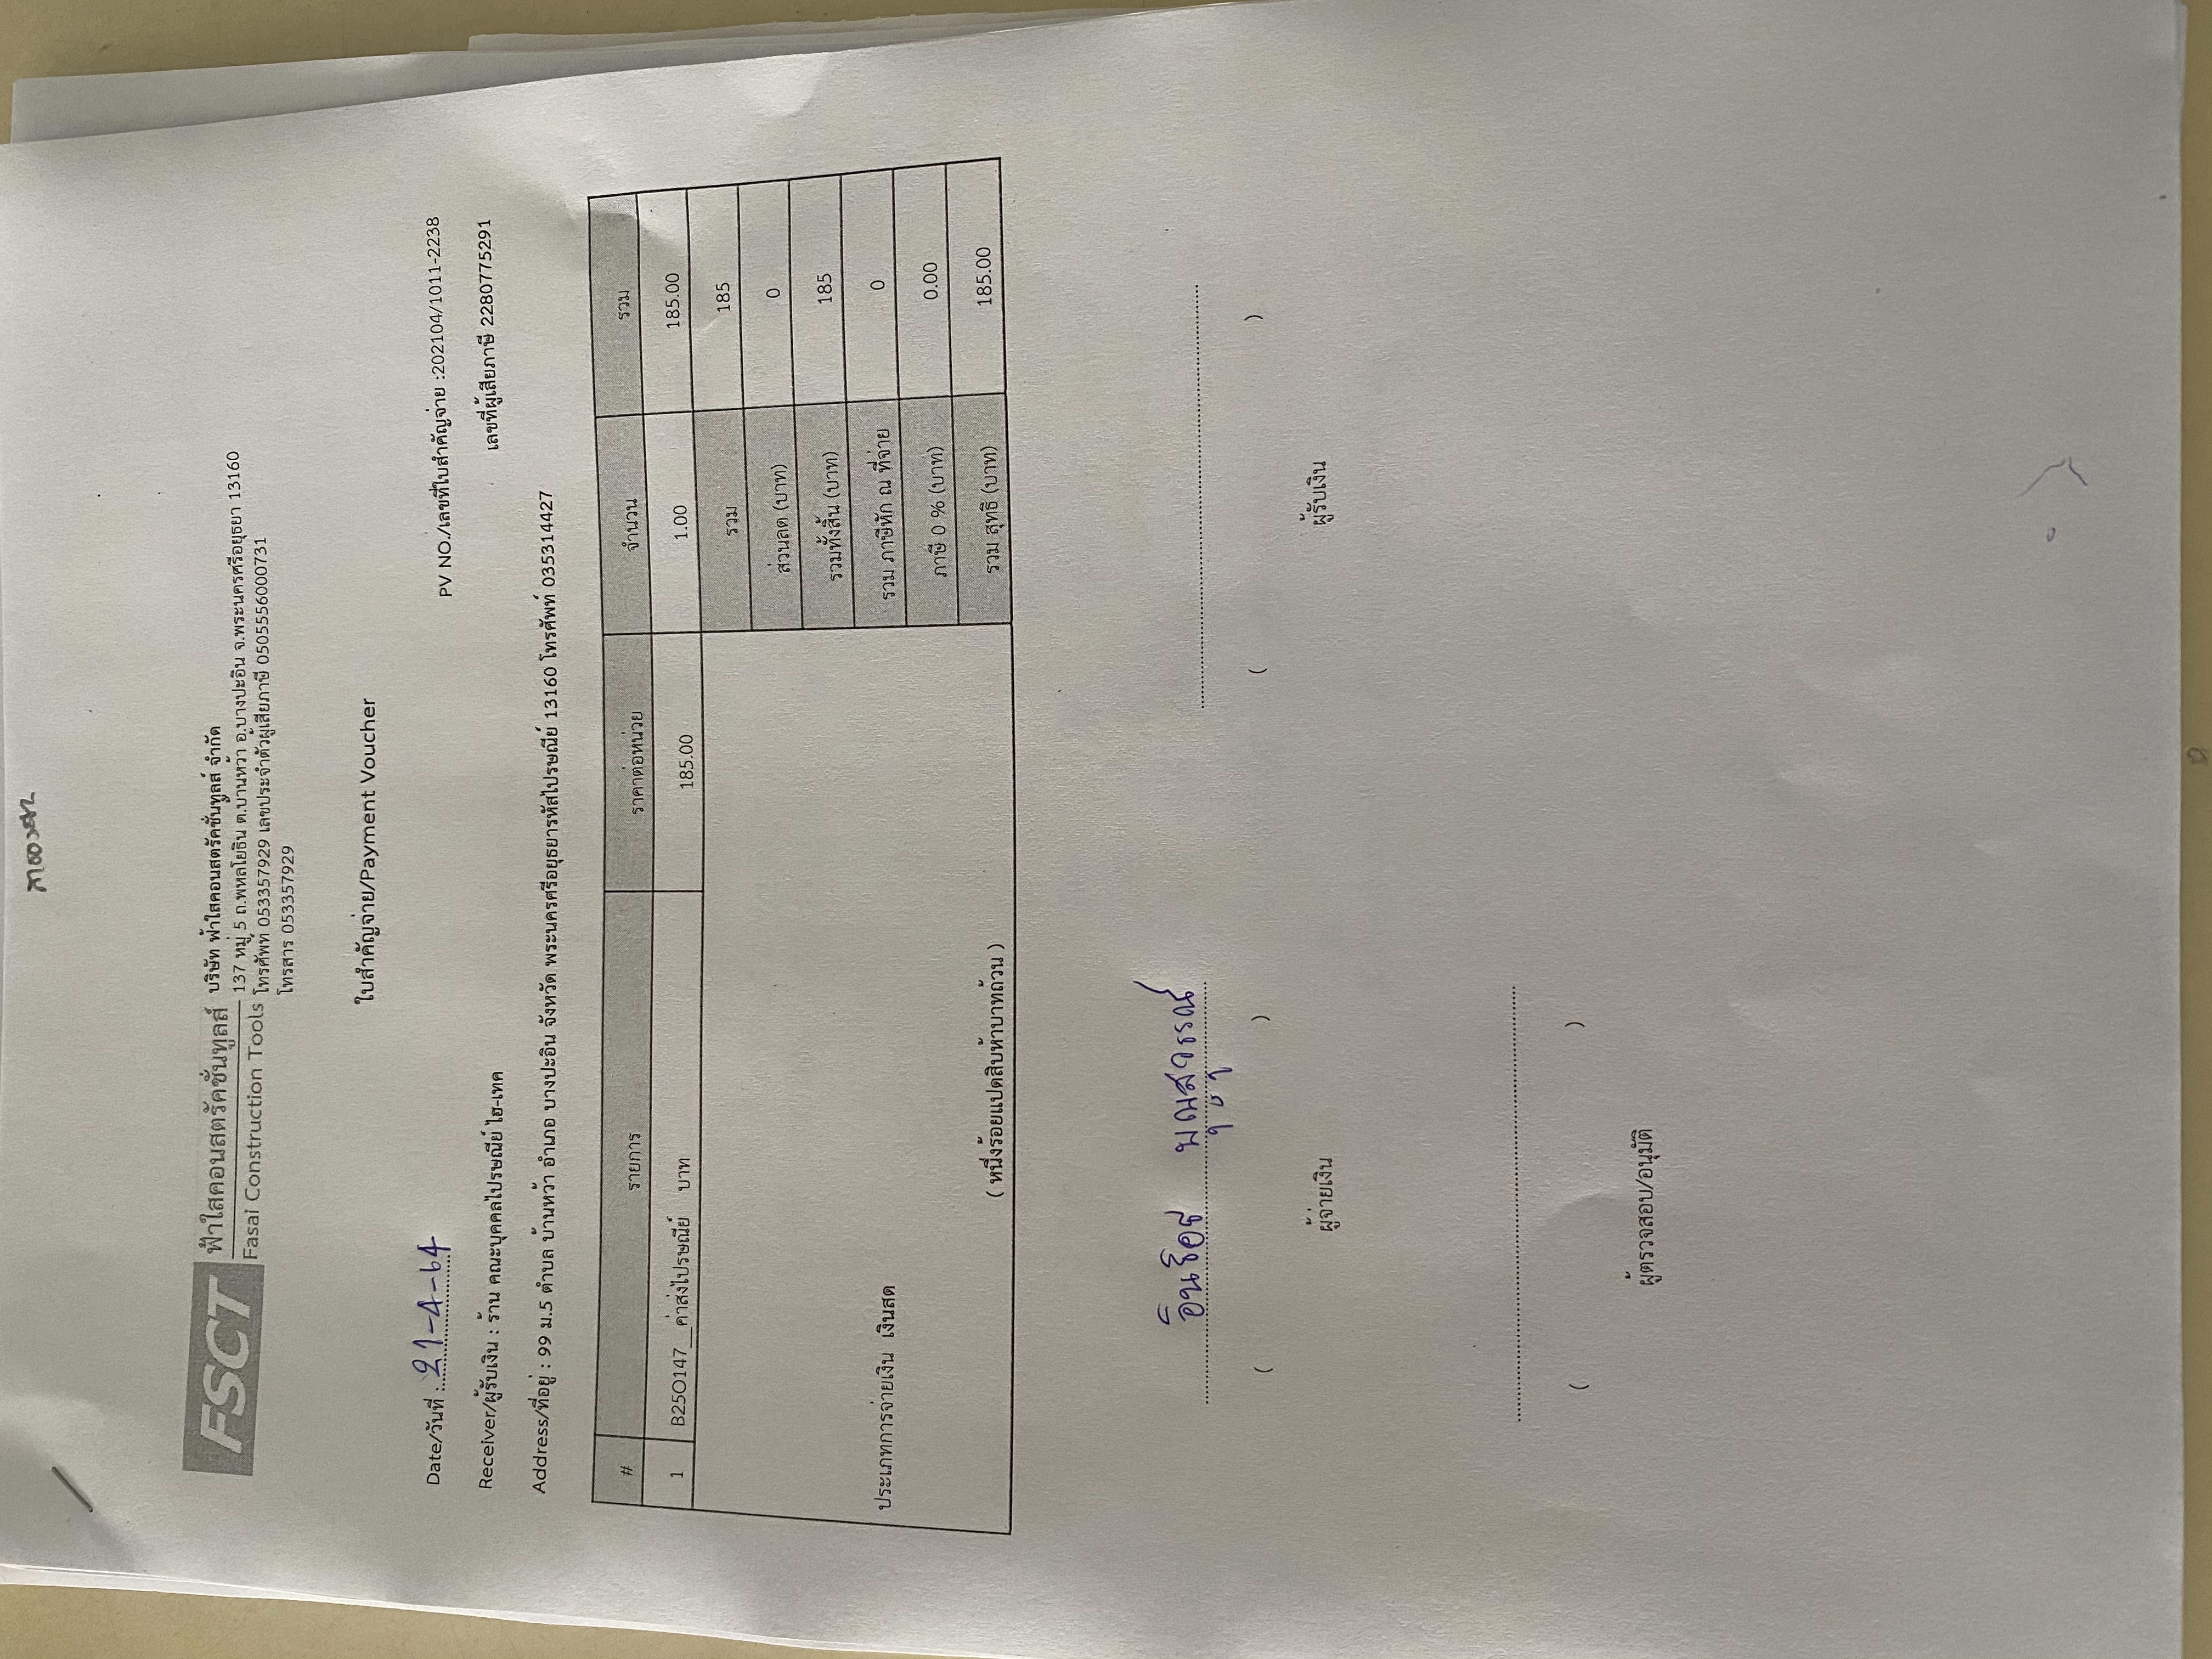 FSCT
ฟ้าใสคอนสตรัคชั่นทูลส์
Fasai Construction Tools
บริษัท ฟ้าใสคอนสตรัคชั่นทูลส์ จำกัด
137 หมู่ 5 ถ.พหลโยธิน ต.บ้านหว้า อ.บางปะอิน จ.พระนครศรีอยุธยา 13160
โทรศัพท์ 053357929 เลขประจำตัวผู้เสียภาษี 0505556000731
โทรสาร 053357929
ใบสำคัญจ่าย/Payment Voucher
Date/วันที่ : 21-4-64
PV NO./เลขที่ใบสำคัญจ่าย :202104/1011-2238
Receiver/ผู้รับเงิน : ร้าน คณะบุคคลไปรษณีย์ ไฮ-เทค
เลขที่ผู้เสียภาษี 2280775291
Address/ที่อยู่ : 99 ม.5 ตำบล บ้านหว้า อำเภอ บางปะอิน จังหวัด พระนครศรีอยุธยารหัสไปรษณีย์ 13160 โทรศัพท์ 035314427
# รายการ ราคาต่อหน่วย จำนวน รวม
1 B25O147__ค่าส่งไปรษณีย์ บาท 185.00 1.00 185.00
รวม 185
ส่วนลด (บาท) 0
รวมทั้งสิ้น (บาท) 185
ประเภทการจ่ายเงิน เงินสด
รวม ภาษีหัก ณ ที่จ่าย 0
ภาษี 0 % (บาท) 0.00
( หนึ่งร้อยแปดสิบห้าบาทถ้วน )
รวม สุทธิ (บาท) 185.00
( ) ( )
ผู้จ่ายเงิน ผู้รับเงิน
( )
ผู้ตรวจสอบ/อนุมัติ